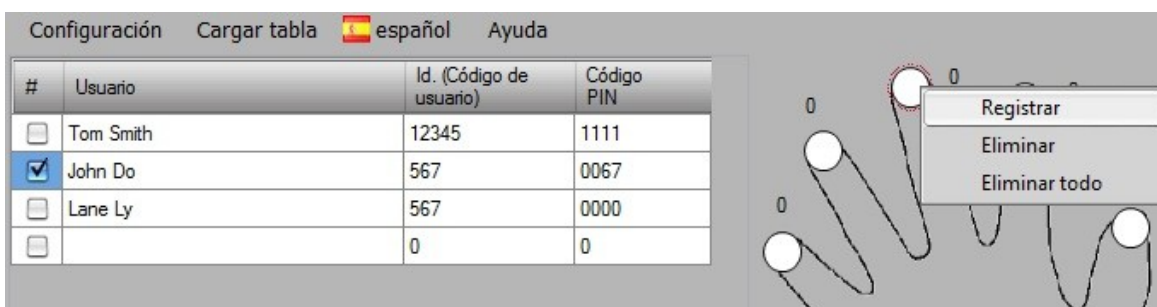 Configuración Cargar tabla español Ayuda
# Usuario Id. (Código de usuario) Código PIN
Tom Smith 12345 1111
John Do 567 0067
Lane Ly 567 0000
0 0
0
0
0
Registrar
Eliminar
Eliminar todo